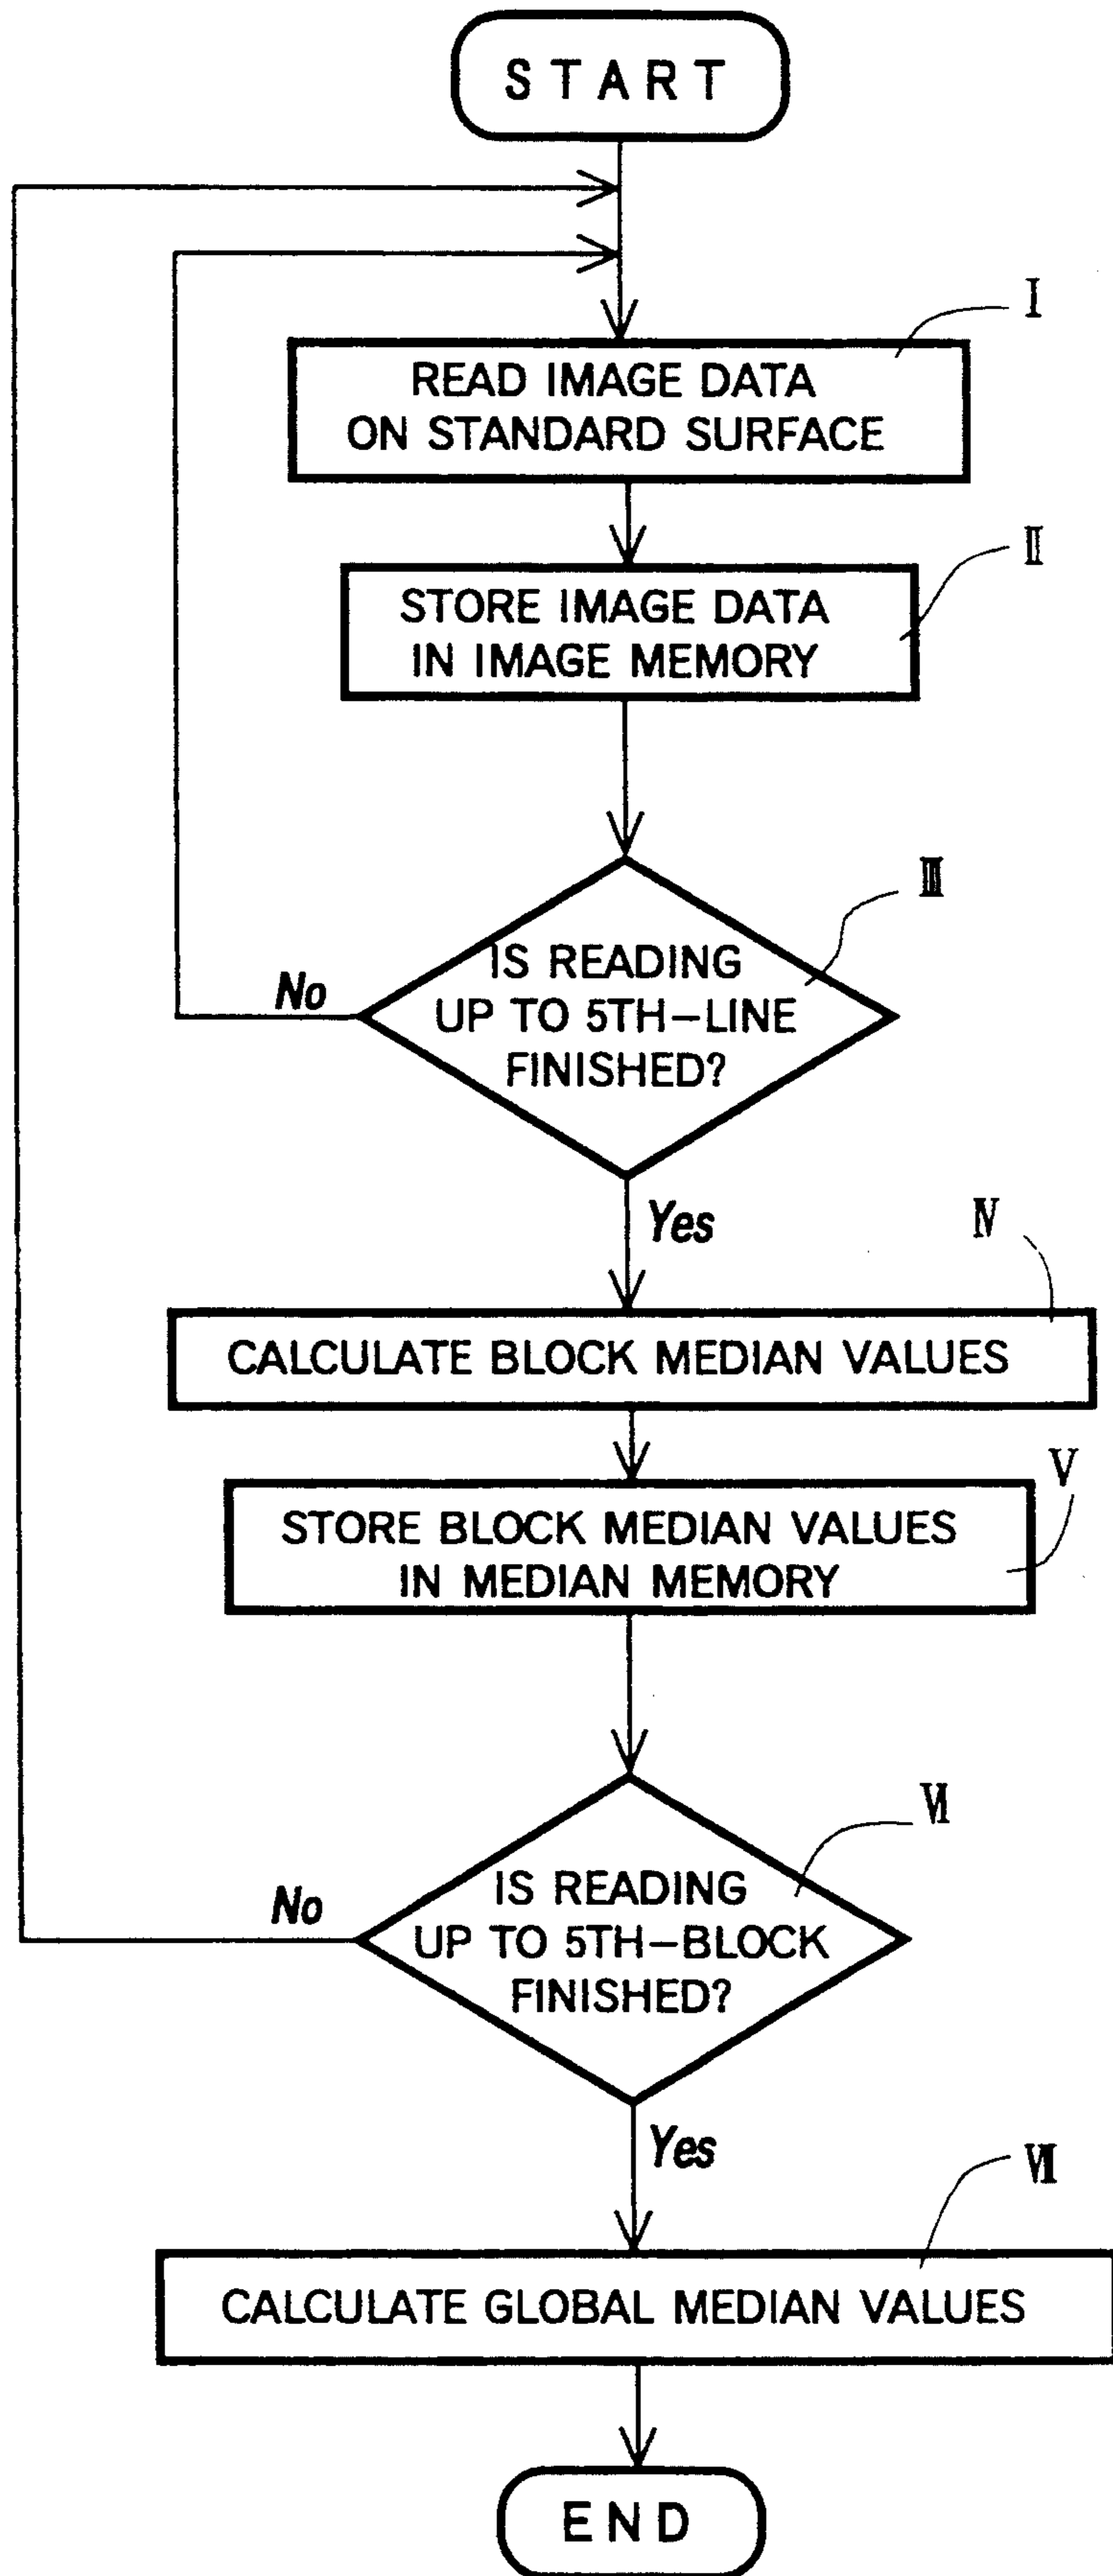 START
I
READ IMAGE DATA
ON STANDARD SURFACE
II
STORE IMAGE DATA
IN IMAGE MEMORY
III
IS READING
UP TO 5TH-LINE
FINISHED?
No
Yes
IV
CALCULATE BLOCK MEDIAN VALUES
V
STORE BLOCK MEDIAN VALUES
IN MEDIAN MEMORY
VI
IS READING
UP TO 5TH-BLOCK
FINISHED?
No
Yes
VII
CALCULATE GLOBAL MEDIAN VALUES
END